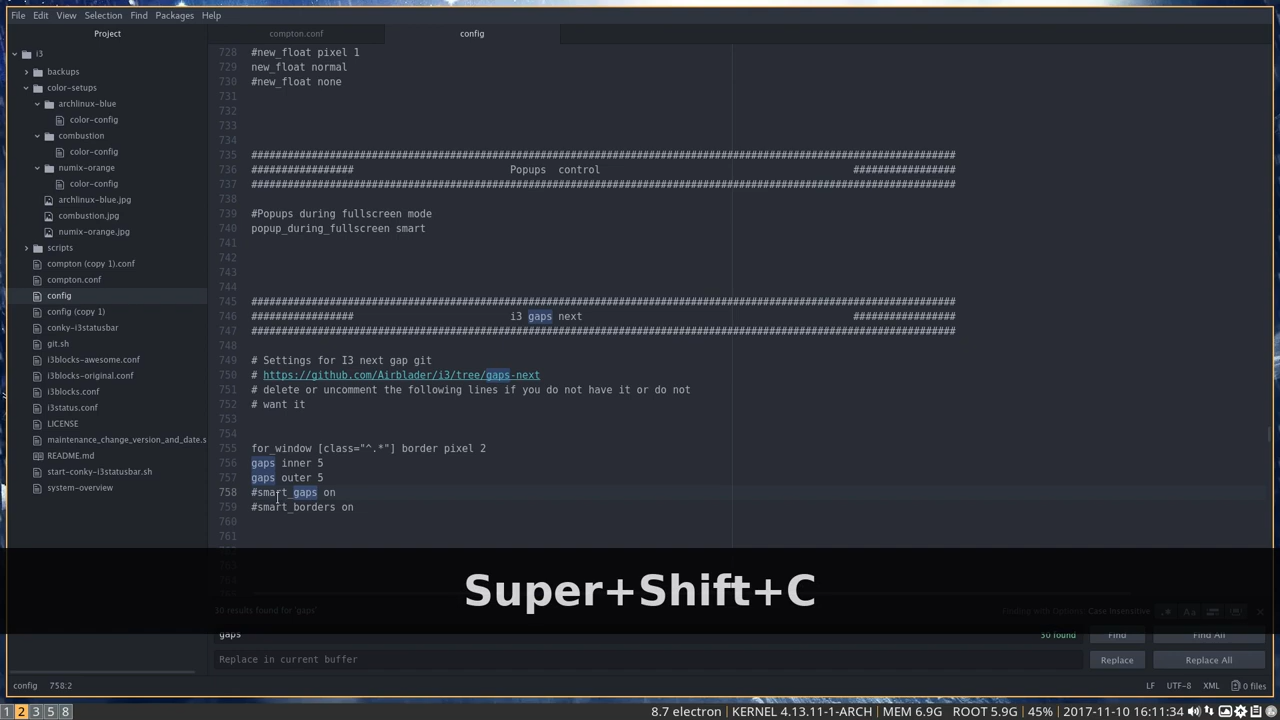 File Edit View Selection Find Packages Help
Project
compton.conf
config
i3
backups
color-setups
archlinux-blue
color-config
combustion
color-config
numix-orange
color-config
archlinux-blue.jpg
combustion.jpg
numix-orange.jpg
scripts
compton (copy 1).conf
compton.conf
config
config (copy 1)
conky-i3statusbar
git.sh
i3blocks-awesome.conf
i3blocks-original.conf
i3blocks.conf
i3status.conf
LICENSE
maintenance_change_version_and_date.s
README.md
start-conky-i3statusbar.sh
system-overview
728 #new_float pixel 1
729 new_float normal
730 #new_float none
731
732
733
734
735 #####################################################################################################################
736 ################# Popups control #################
737 #####################################################################################################################
738
739 #Popups during fullscreen mode
740 popup_during_fullscreen smart
741
742
743
744
745 #####################################################################################################################
746 ################# i3 gaps next #################
747 #####################################################################################################################
748
749 # Settings for I3 next gap git
750 # https://github.com/Airblader/i3/tree/gaps-next
751 # delete or uncomment the following lines if you do not have it or do not
752 # want it
753
754
755 for_window [class="^.*"] border pixel 2
756 gaps inner 5
757 gaps outer 5
758 #smart_gaps on
759 #smart_borders on
760
761
Super+Shift+C
30 results found for 'gaps'
Finding with Options: Case Insensitive
gaps
30 found
Find
Find All
Replace in current buffer
Replace
Replace All
config 758:2
LF UTF-8 XML 0 files
1 2 3 5 8
8.7 electron | KERNEL 4.13.11-1-ARCH | MEM 6.9G | ROOT 5.9G | 45% | 2017-11-10 16:11:34